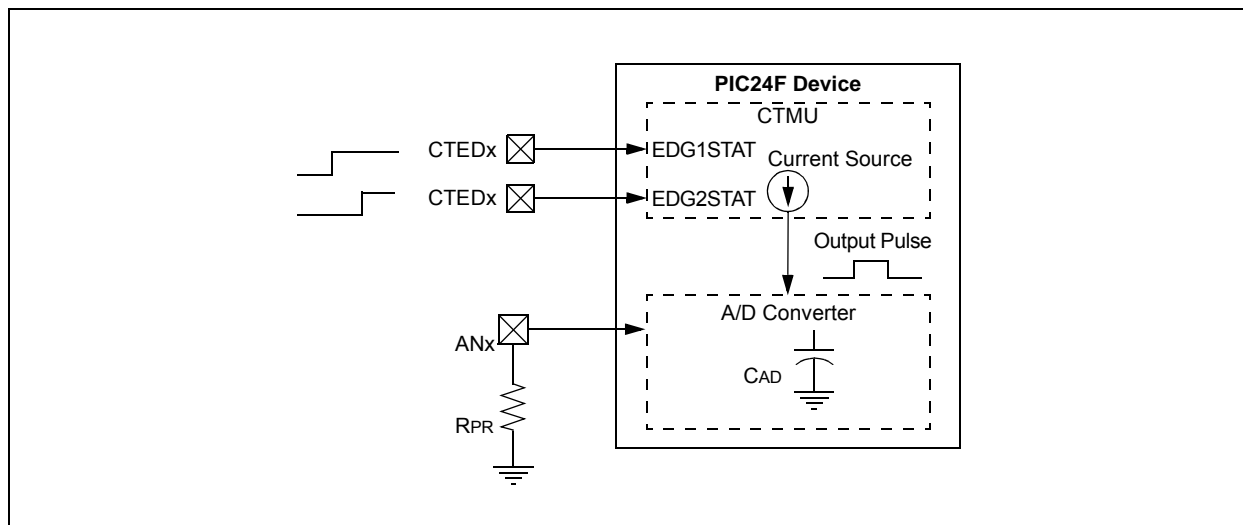 PIC24F Device
CTMU
CTEDx
EDG1STAT
Current Source
CTEDx
EDG2STAT
Output Pulse
A/D Converter
ANx
CAD
RPR